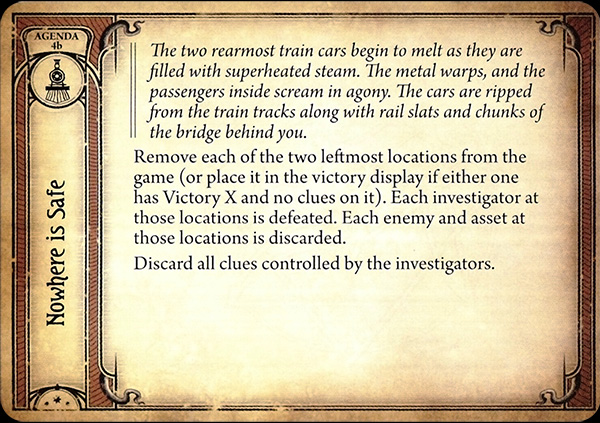 AGENDA
4b
Nowhere is Safe
The two rearmost train cars begin to melt as they are
filled with superheated steam. The metal warps, and the
passengers inside scream in agony. The cars are ripped
from the train tracks along with rail slats and chunks of
the bridge behind you.
Remove each of the two leftmost locations from the
game (or place it in the victory display if either one
has Victory X and no clues on it). Each investigator at
those locations is defeated. Each enemy and asset at
those locations is discarded.
Discard all clues controlled by the investigators.